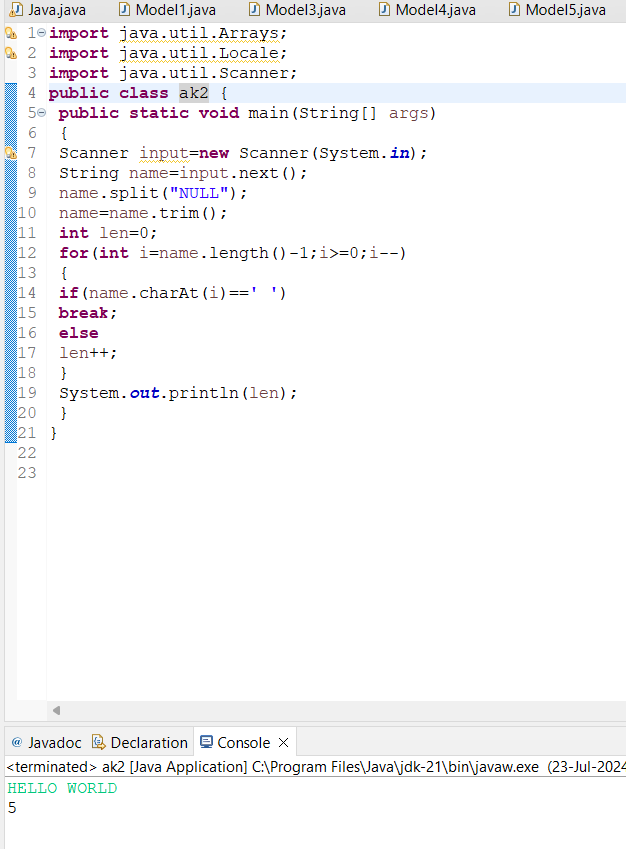 Java.java Model1.java Model3.java Model4.java Model5.java
1 import java.util.Arrays;
2 import java.util.Locale;
3 import java.util.Scanner;
4 public class ak2 {
5 public static void main(String[] args)
6 {
7 Scanner input=new Scanner(System.in);
8 String name=input.next();
9 name.split("NULL");
10 name=name.trim();
11 int len=0;
12 for(int i=name.length()-1;i>=0;i--)
13 {
14 if(name.charAt(i)==' ')
15 break;
16 else
17 len++;
18 }
19 System.out.println(len);
20 }
21 }
22
23
@ Javadoc Declaration Console
<terminated> ak2 [Java Application] C:\Program Files\Java\jdk-21\bin\javaw.exe (23-Jul-2024
HELLO WORLD
5